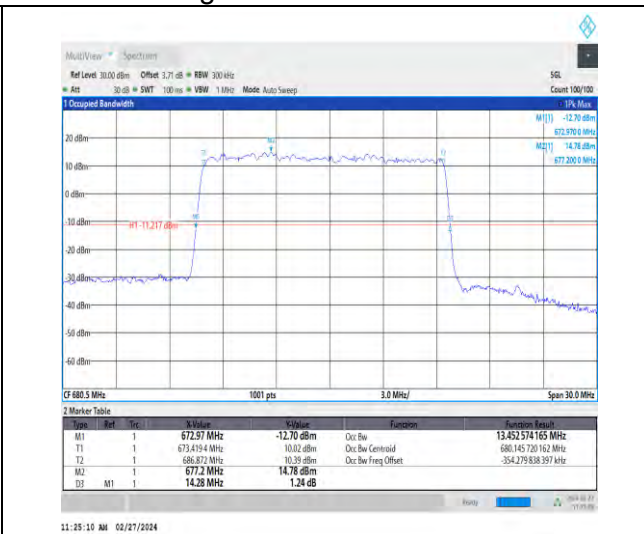 MultiView Spectrum
Ref Level 30.00 dBm Offset 3.71 dB RBW 300 kHz SGL
Att 30 dB SWT 100 ms VBW 1 MHz Mode Auto Sweep Count 100/100
1 Occupied Bandwidth 1Pk Max
M1[1] -12.70 dBm
672.9700 MHz
M2[1] 14.78 dBm
677.2000 MHz
20 dBm
M2
T1
T2
10 dBm
0 dBm
-10 dBm
H1 -11.217 dBm
M1
D3
-20 dBm
-30 dBm
-40 dBm
-50 dBm
-60 dBm
CF 680.5 MHz 1001 pts 3.0 MHz/ Span 30.0 MHz
2 Marker Table
Type Ref Trc X-Value Y-Value Function Function Result
M1 1 672.97 MHz -12.70 dBm Occ Bw 13.452 574 165 MHz
T1 1 673.419 4 MHz 10.02 dBm Occ Bw Centroid 680.145 720 162 MHz
T2 1 686.872 MHz 10.39 dBm Occ Bw Freq Offset -354.279 838 397 kHz
M2 1 677.2 MHz 14.78 dBm
D3 M1 1 14.28 MHz 1.24 dB
Ready
11:25:10 AM 02/27/2024